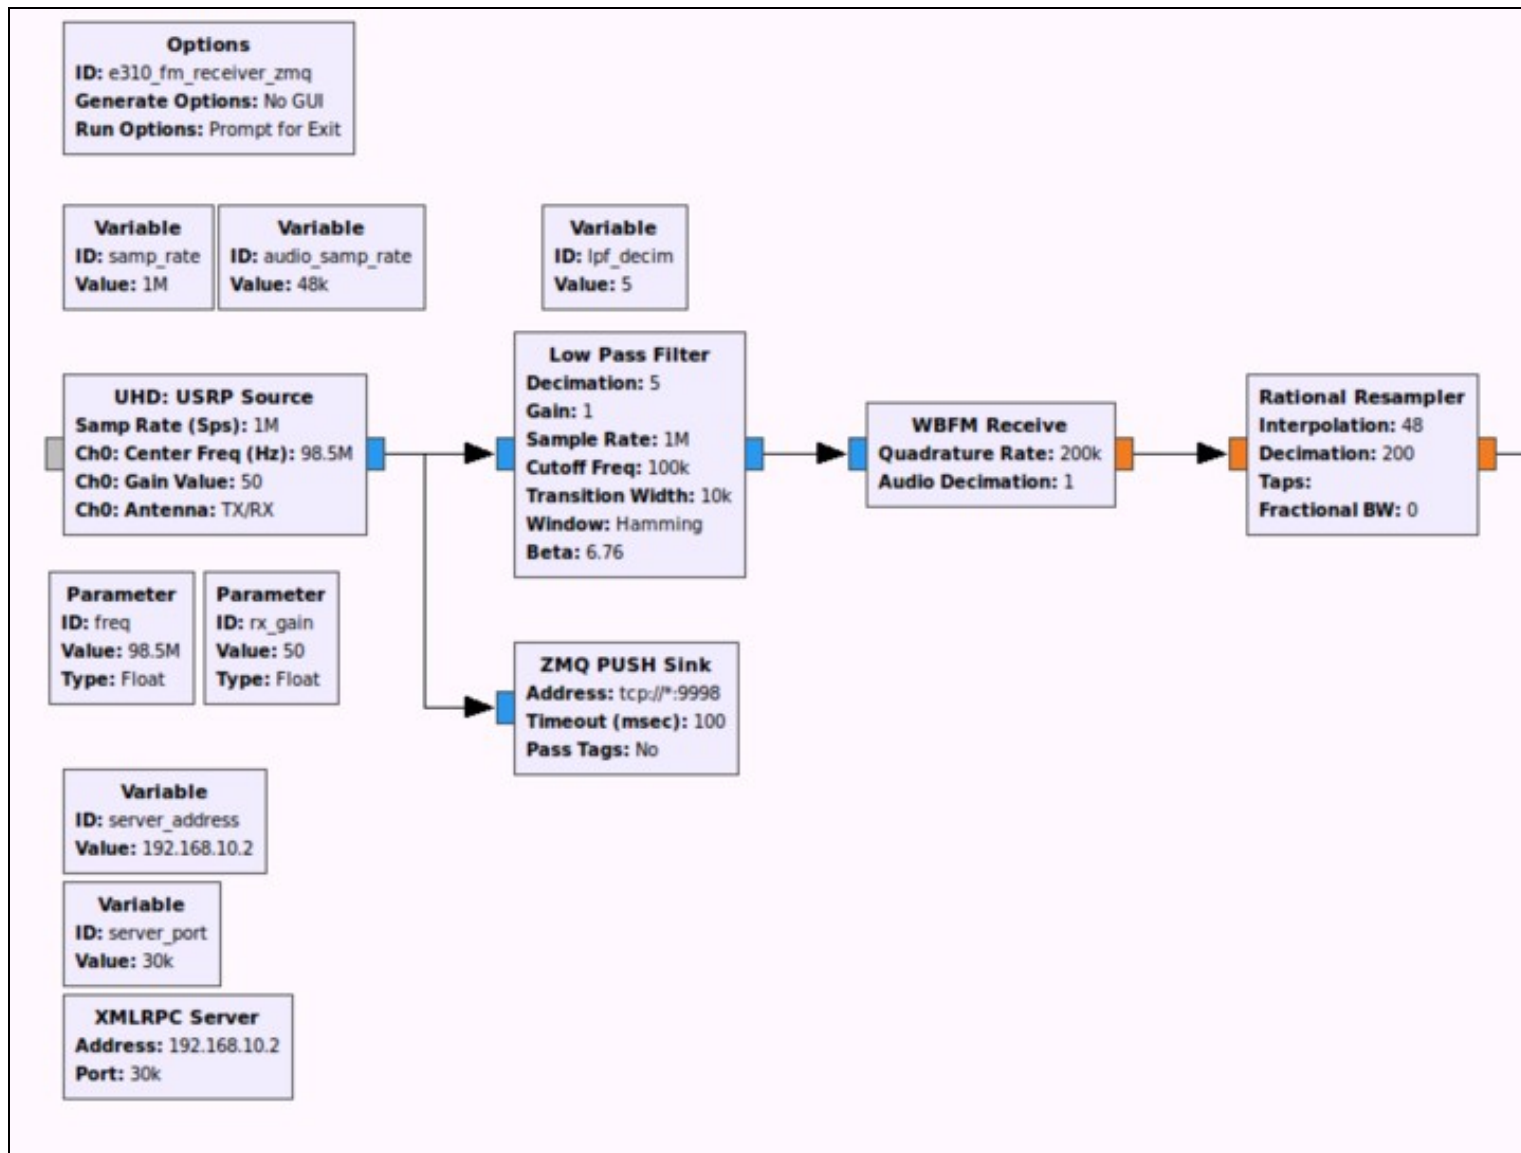 Options
ID: e310_fm_receiver_zmq
Generate Options: No GUI
Run Options: Prompt for Exit
Variable
ID: samp_rate
Value: 1M
Variable
ID: audio_samp_rate
Value: 48k
Variable
ID: lpf_decim
Value: 5
UHD: USRP Source
Samp Rate (Sps): 1M
Ch0: Center Freq (Hz): 98.5M
Ch0: Gain Value: 50
Ch0: Antenna: TX/RX
Low Pass Filter
Decimation: 5
Gain: 1
Sample Rate: 1M
Cutoff Freq: 100k
Transition Width: 10k
Window: Hamming
Beta: 6.76
WBFM Receive
Quadrature Rate: 200k
Audio Decimation: 1
Rational Resampler
Interpolation: 48
Decimation: 200
Taps:
Fractional BW: 0
Parameter
ID: freq
Value: 98.5M
Type: Float
Parameter
ID: rx_gain
Value: 50
Type: Float
ZMQ PUSH Sink
Address: tcp://*:9998
Timeout (msec): 100
Pass Tags: No
Variable
ID: server_address
Value: 192.168.10.2
Variable
ID: server_port
Value: 30k
XMLRPC Server
Address: 192.168.10.2
Port: 30k